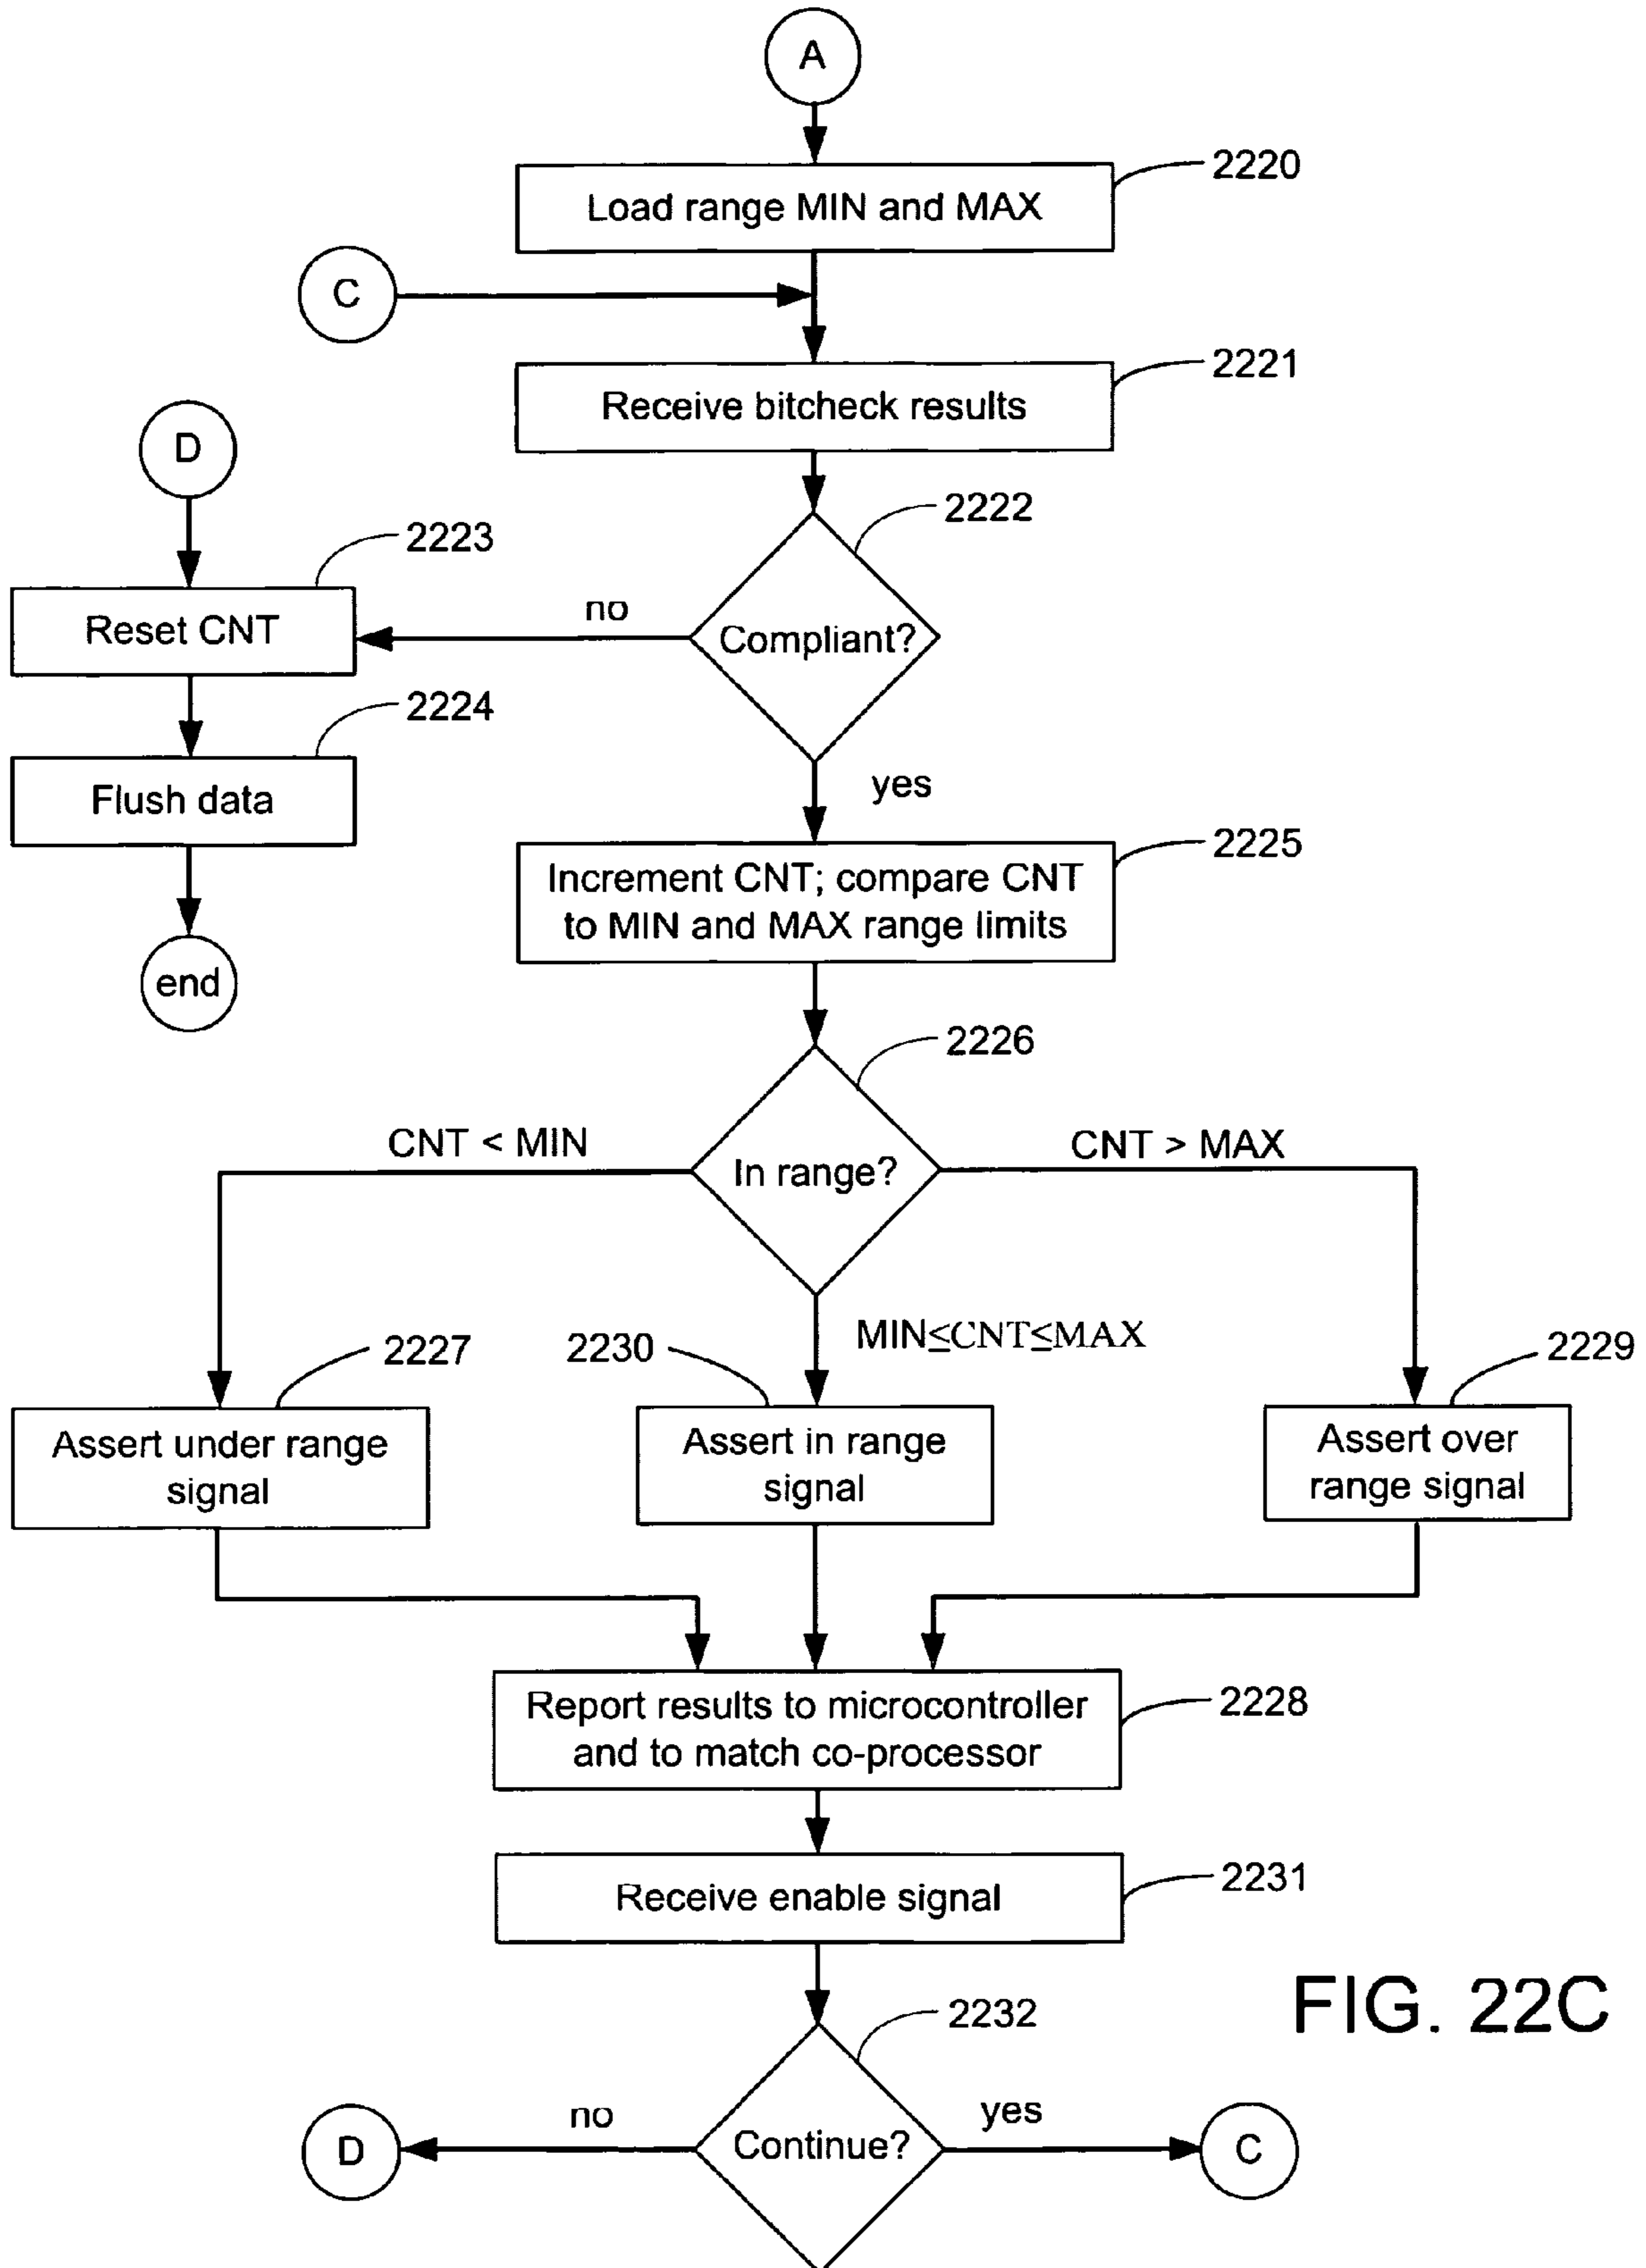 A
2220
Load range MIN and MAX
C
2221
Receive bitcheck results
D
2222
2223
no
Reset CNT
Compliant?
2224
yes
Flush data
2225
Increment CNT; compare CNT
to MIN and MAX range limits
end
2226
CNT < MIN
CNT > MAX
In range?
MIN≤CNT≤MAX
2227
2230
2229
Assert under range
signal
Assert in range
signal
Assert over
range signal
Report results to microcontroller
and to match co-processor
2228
Receive enable signal
2231
FIG. 22C
2232
no
yes
D
Continue?
C